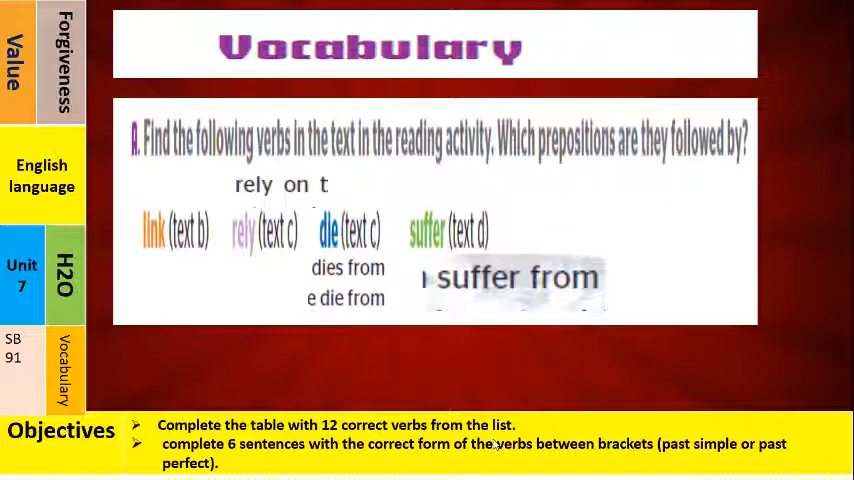 Value
Forgiveness
Vocabulary
A. Find the following verbs in the text in the reading activity. Which prepositions are they followed by?
rely on t
link (text b) rely (text c) die (text c) suffer (text d)
dies from
suffer from
e die from
English
language
Unit
7
H2O
SB
91
Vocabulary
Objectives
➢ Complete the table with 12 correct verbs from the list.
➢ complete 6 sentences with the correct form of the verbs between brackets (past simple or past
perfect).